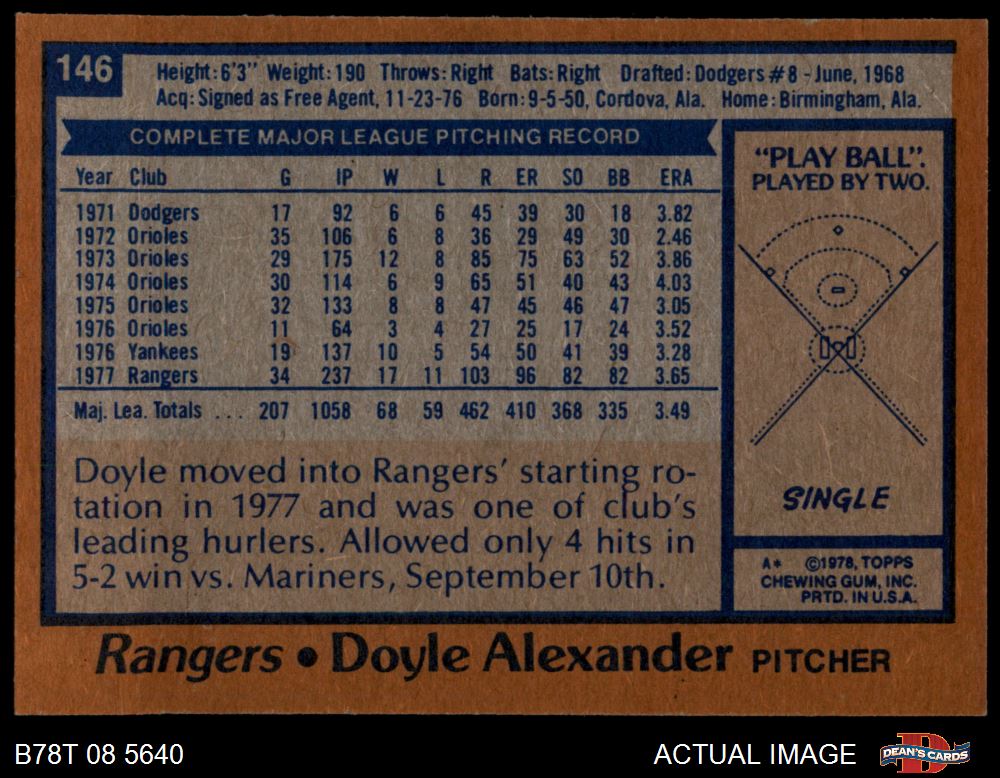 146
Height: 6'3" Weight: 190 Throws: Right Bats: Right Drafted: Dodgers #8 - June, 1968
Acq: Signed as Free Agent, 11-23-76 Born: 9-5-50, Cordova, Ala. Home: Birmingham, Ala.
COMPLETE MAJOR LEAGUE PITCHING RECORD
Year Club G IP W L R ER SO BB ERA
1971 Dodgers 17 92 6 6 45 39 30 18 3.82
1972 Orioles 35 106 6 8 36 29 49 30 2.46
1973 Orioles 29 175 12 8 85 75 63 52 3.86
1974 Orioles 30 114 6 9 65 51 40 43 4.03
1975 Orioles 32 133 8 8 47 45 46 47 3.05
1976 Orioles 11 64 3 4 27 25 17 24 3.52
1976 Yankees 19 137 10 5 54 50 41 39 3.28
1977 Rangers 34 237 17 11 103 96 82 82 3.65
Maj. Lea. Totals ... 207 1058 68 59 462 410 368 335 3.49
Doyle moved into Rangers' starting ro-
tation in 1977 and was one of club's
leading hurlers. Allowed only 4 hits in
5-2 win vs. Mariners, September 10th.
"PLAY BALL".
PLAYED BY TWO.
SINGLE
A* ©1978, TOPPS
CHEWING GUM, INC.
PRTD. IN U.S.A.
Rangers • Doyle Alexander PITCHER
B78T 08 5640
ACTUAL IMAGE
DEAN'S CARDS